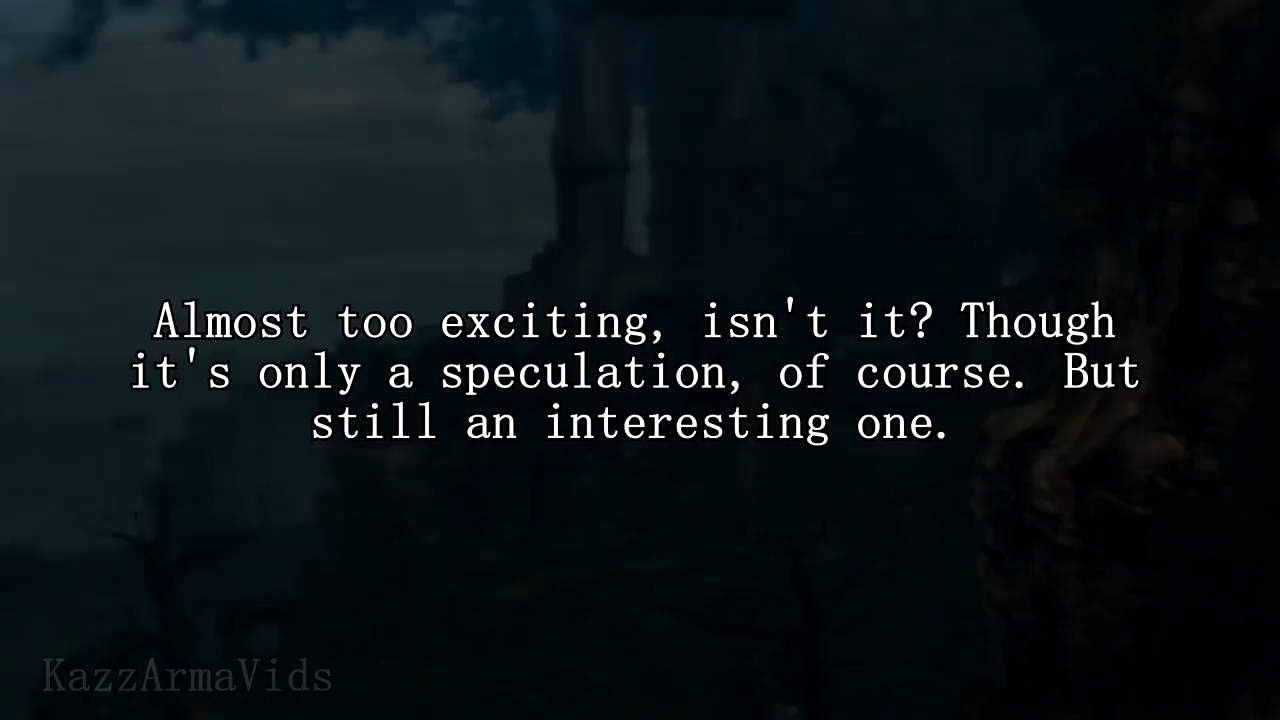 Almost too exciting, isn't it? Though
it's only a speculation, of course. But
still an interesting one.
KazzArmaVids